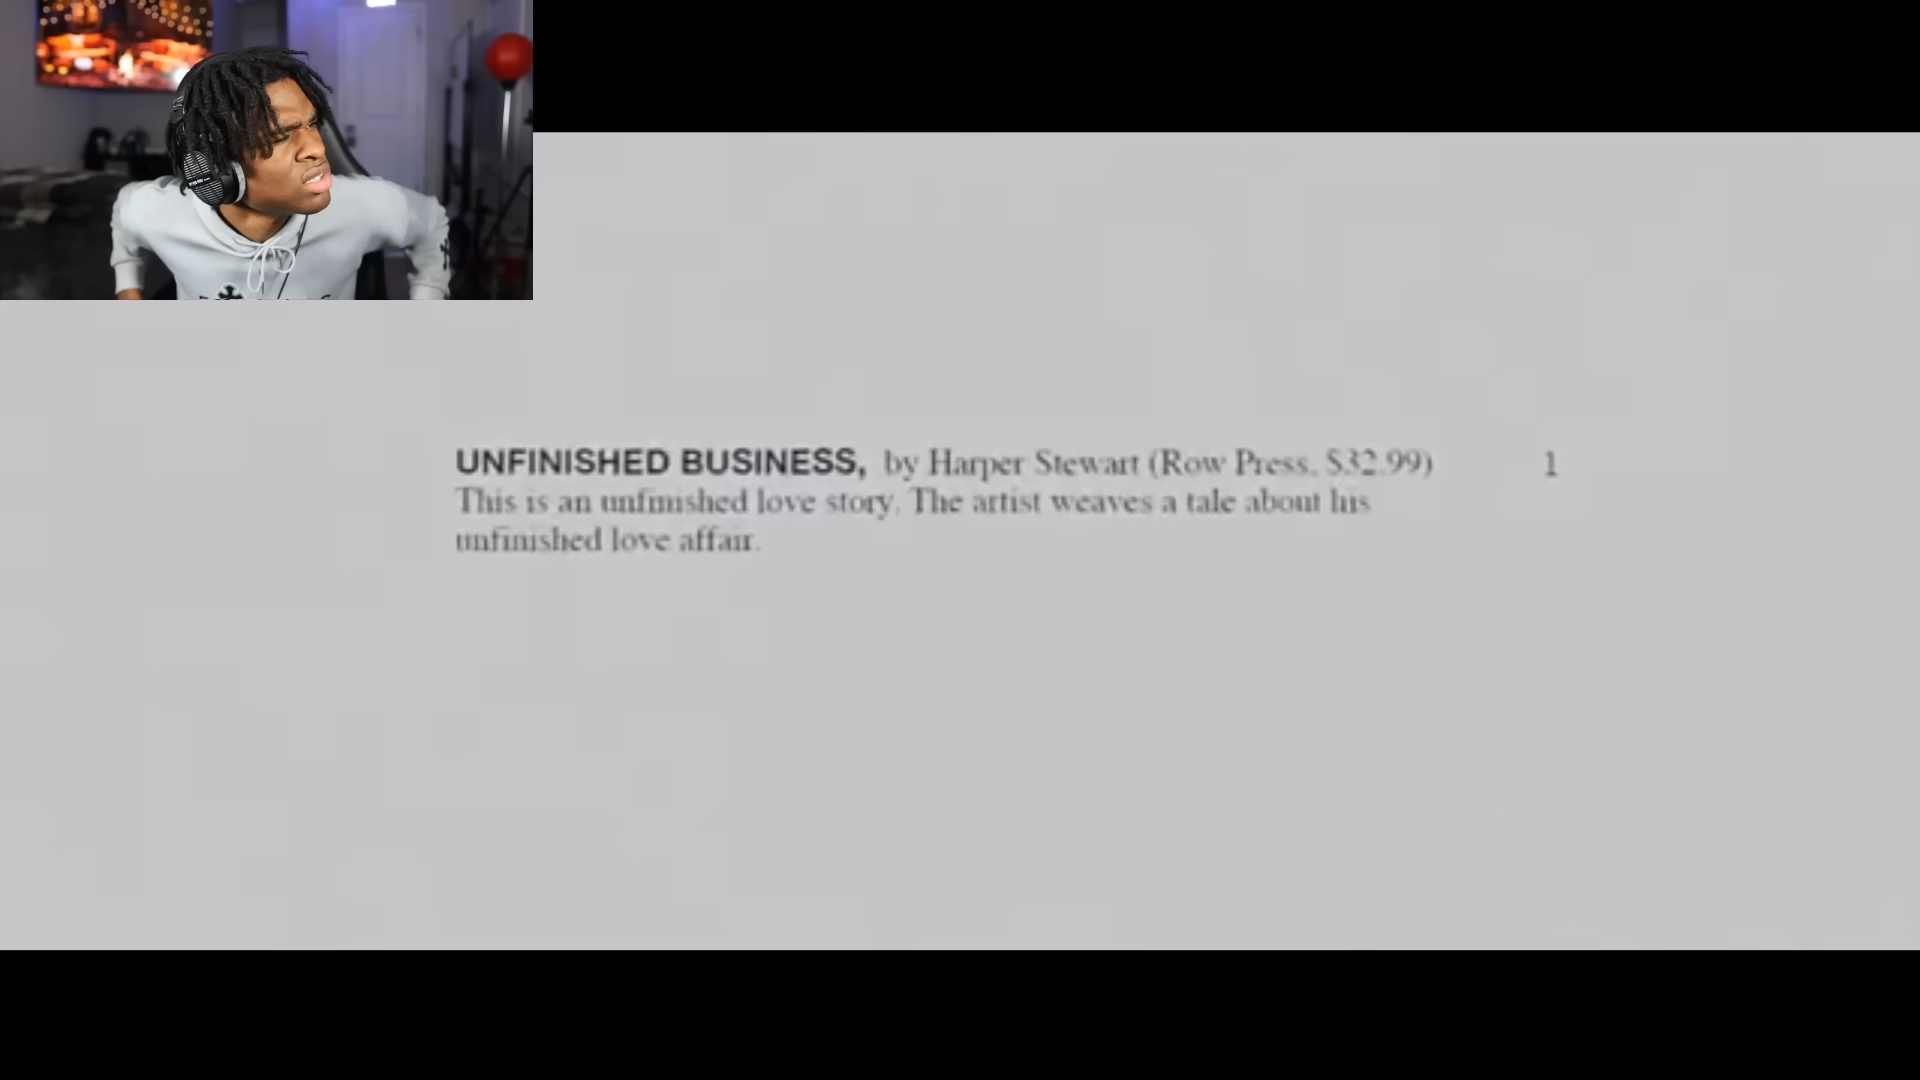 UNFINISHED BUSINESS, by Harper Stewart (Row Press, $32.99) 1
This is an unfinished love story. The artist weaves a tale about his
unfinished love affair.